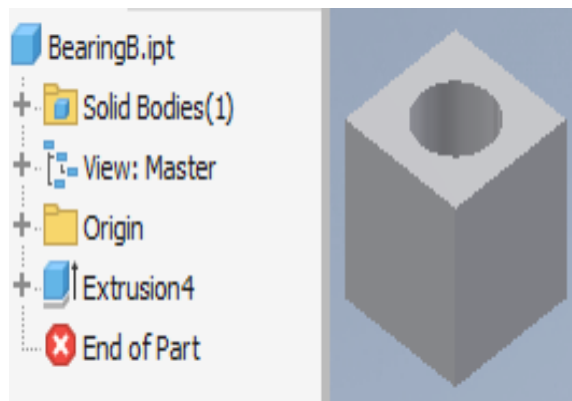 BearingB.ipt
Solid Bodies(1)
View: Master
Origin
Extrusion4
End of Part